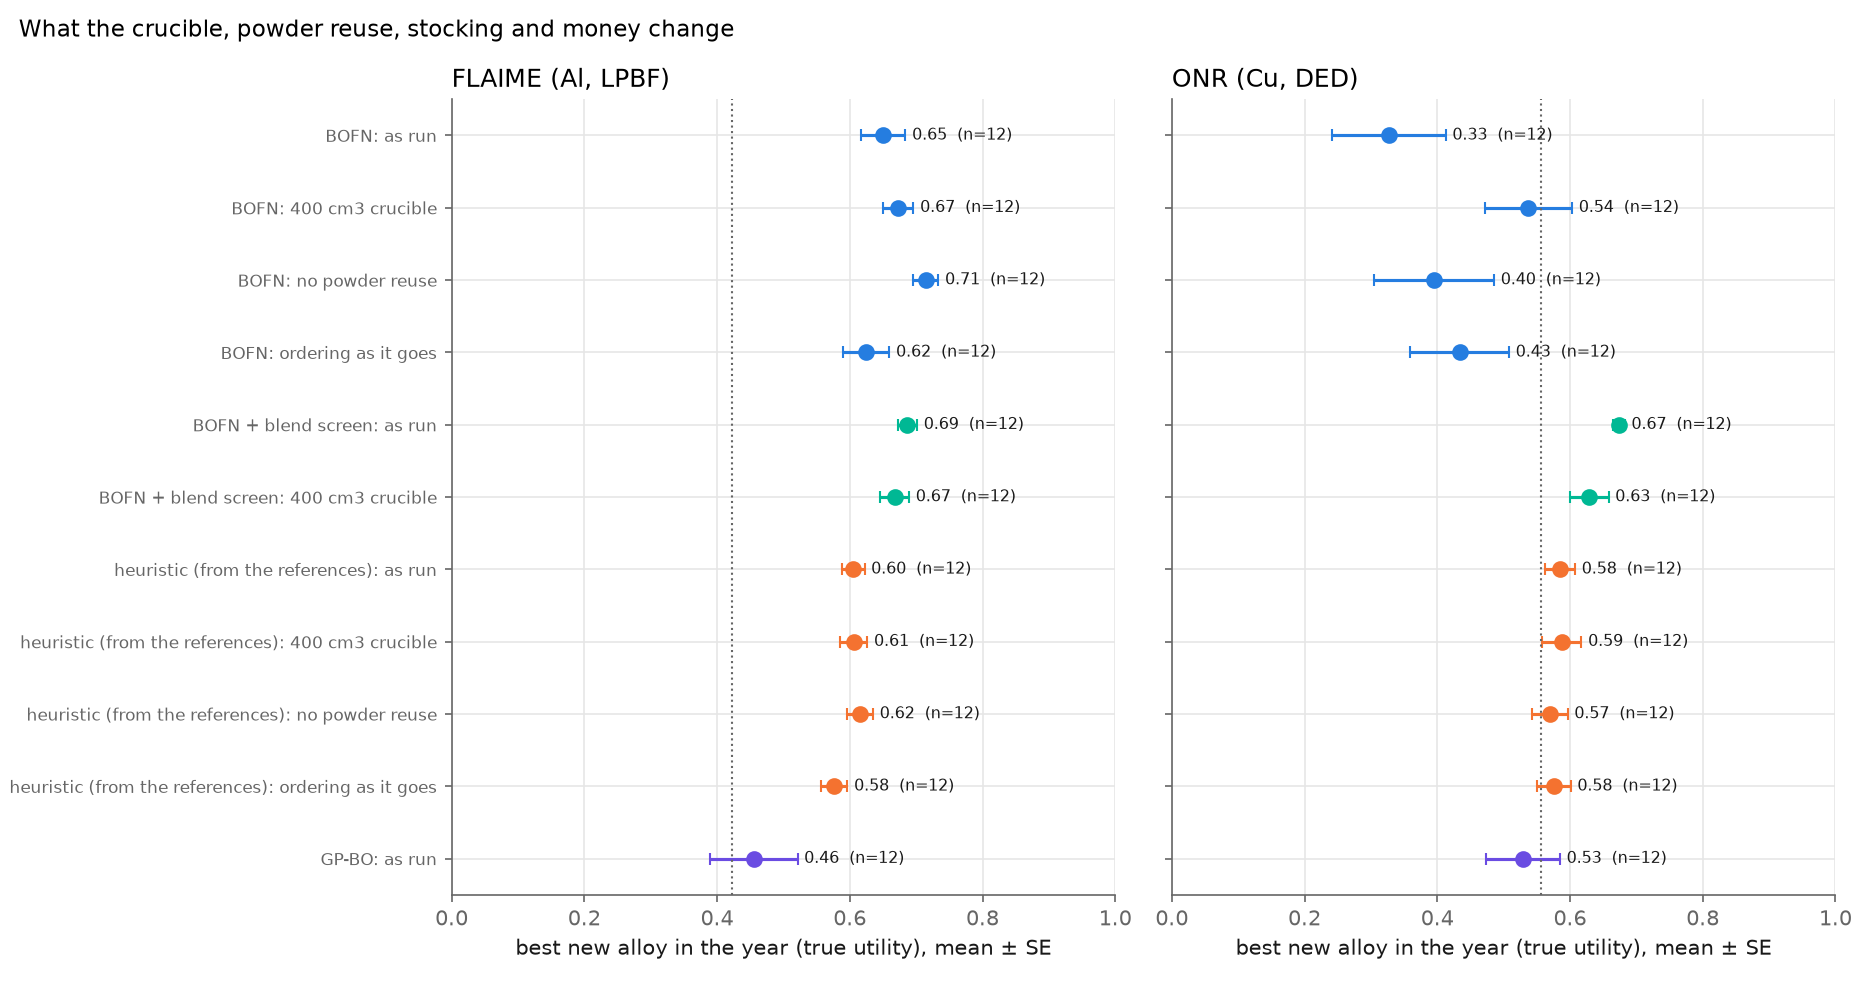 What the crucible, powder reuse, stocking and money change
FLAIME (Al, LPBF)
ONR (Cu, DED)
BOFN: as run
0.65 (n=12)
0.33 (n=12)
BOFN: 400 cm3 crucible
0.67 (n=12)
0.54 (n=12)
BOFN: no powder reuse
0.71 (n=12)
0.40 (n=12)
BOFN: ordering as it goes
0.62 (n=12)
0.43 (n=12)
BOFN + blend screen: as run
0.69 (n=12)
0.67 (n=12)
BOFN + blend screen: 400 cm3 crucible
0.67 (n=12)
0.63 (n=12)
heuristic (from the references): as run
0.60 (n=12)
0.58 (n=12)
heuristic (from the references): 400 cm3 crucible
0.61 (n=12)
0.59 (n=12)
heuristic (from the references): no powder reuse
0.62 (n=12)
0.57 (n=12)
heuristic (from the references): ordering as it goes
0.58 (n=12)
0.58 (n=12)
GP-BO: as run
0.46 (n=12)
0.53 (n=12)
0.0 0.2 0.4 0.6 0.8 1.0
0.0 0.2 0.4 0.6 0.8 1.0
best new alloy in the year (true utility), mean ± SE
best new alloy in the year (true utility), mean ± SE